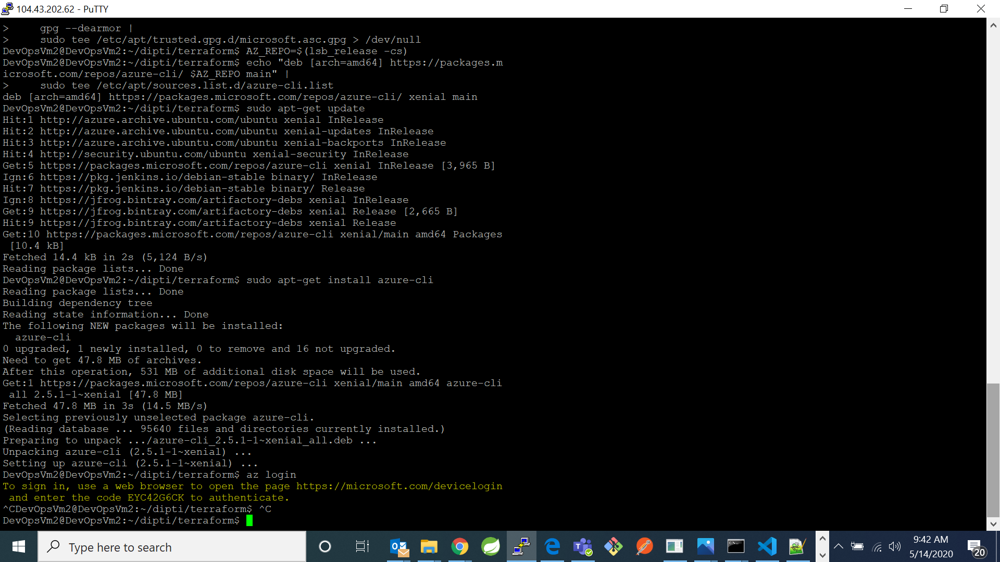 104.43.202.62 - PuTTY
>     gpg --dearmor |
>     sudo tee /etc/apt/trusted.gpg.d/microsoft.asc.gpg > /dev/null
DevOpsVm2@DevOpsVm2:~/dipti/terraform$ AZ_REPO=$(lsb_release -cs)
DevOpsVm2@DevOpsVm2:~/dipti/terraform$ echo "deb [arch=amd64] https://packages.m
icrosoft.com/repos/azure-cli/ $AZ_REPO main" |
>     sudo tee /etc/apt/sources.list.d/azure-cli.list
deb [arch=amd64] https://packages.microsoft.com/repos/azure-cli/ xenial main
DevOpsVm2@DevOpsVm2:~/dipti/terraform$ sudo apt-get update
Hit:1 http://azure.archive.ubuntu.com/ubuntu xenial InRelease
Hit:2 http://azure.archive.ubuntu.com/ubuntu xenial-updates InRelease
Hit:3 http://azure.archive.ubuntu.com/ubuntu xenial-backports InRelease
Hit:4 http://security.ubuntu.com/ubuntu xenial-security InRelease
Get:5 https://packages.microsoft.com/repos/azure-cli xenial InRelease [3,965 B]
Ign:6 https://pkg.jenkins.io/debian-stable binary/ InRelease
Hit:7 https://pkg.jenkins.io/debian-stable binary/ Release
Ign:8 https://jfrog.bintray.com/artifactory-debs xenial InRelease
Get:9 https://jfrog.bintray.com/artifactory-debs xenial Release [2,665 B]
Hit:9 https://jfrog.bintray.com/artifactory-debs xenial Release
Get:10 https://packages.microsoft.com/repos/azure-cli xenial/main amd64 Packages
 [10.4 kB]
Fetched 14.4 kB in 2s (5,124 B/s)
Reading package lists... Done
DevOpsVm2@DevOpsVm2:~/dipti/terraform$ sudo apt-get install azure-cli
Reading package lists... Done
Building dependency tree
Reading state information... Done
The following NEW packages will be installed:
  azure-cli
0 upgraded, 1 newly installed, 0 to remove and 16 not upgraded.
Need to get 47.8 MB of archives.
After this operation, 531 MB of additional disk space will be used.
Get:1 https://packages.microsoft.com/repos/azure-cli xenial/main amd64 azure-cli
 all 2.5.1-1~xenial [47.8 MB]
Fetched 47.8 MB in 3s (14.5 MB/s)
Selecting previously unselected package azure-cli.
(Reading database ... 95640 files and directories currently installed.)
Preparing to unpack .../azure-cli_2.5.1-1~xenial_all.deb ...
Unpacking azure-cli (2.5.1-1~xenial) ...
Setting up azure-cli (2.5.1-1~xenial) ...
DevOpsVm2@DevOpsVm2:~/dipti/terraform$ az login
To sign in, use a web browser to open the page https://microsoft.com/devicelogin
 and enter the code EYC42G6CK to authenticate.
^CDevOpsVm2@DevOpsVm2:~/dipti/terraform$ ^C
DevOpsVm2@DevOpsVm2:~/dipti/terraform$
Type here to search
9:42 AM
5/14/2020
20